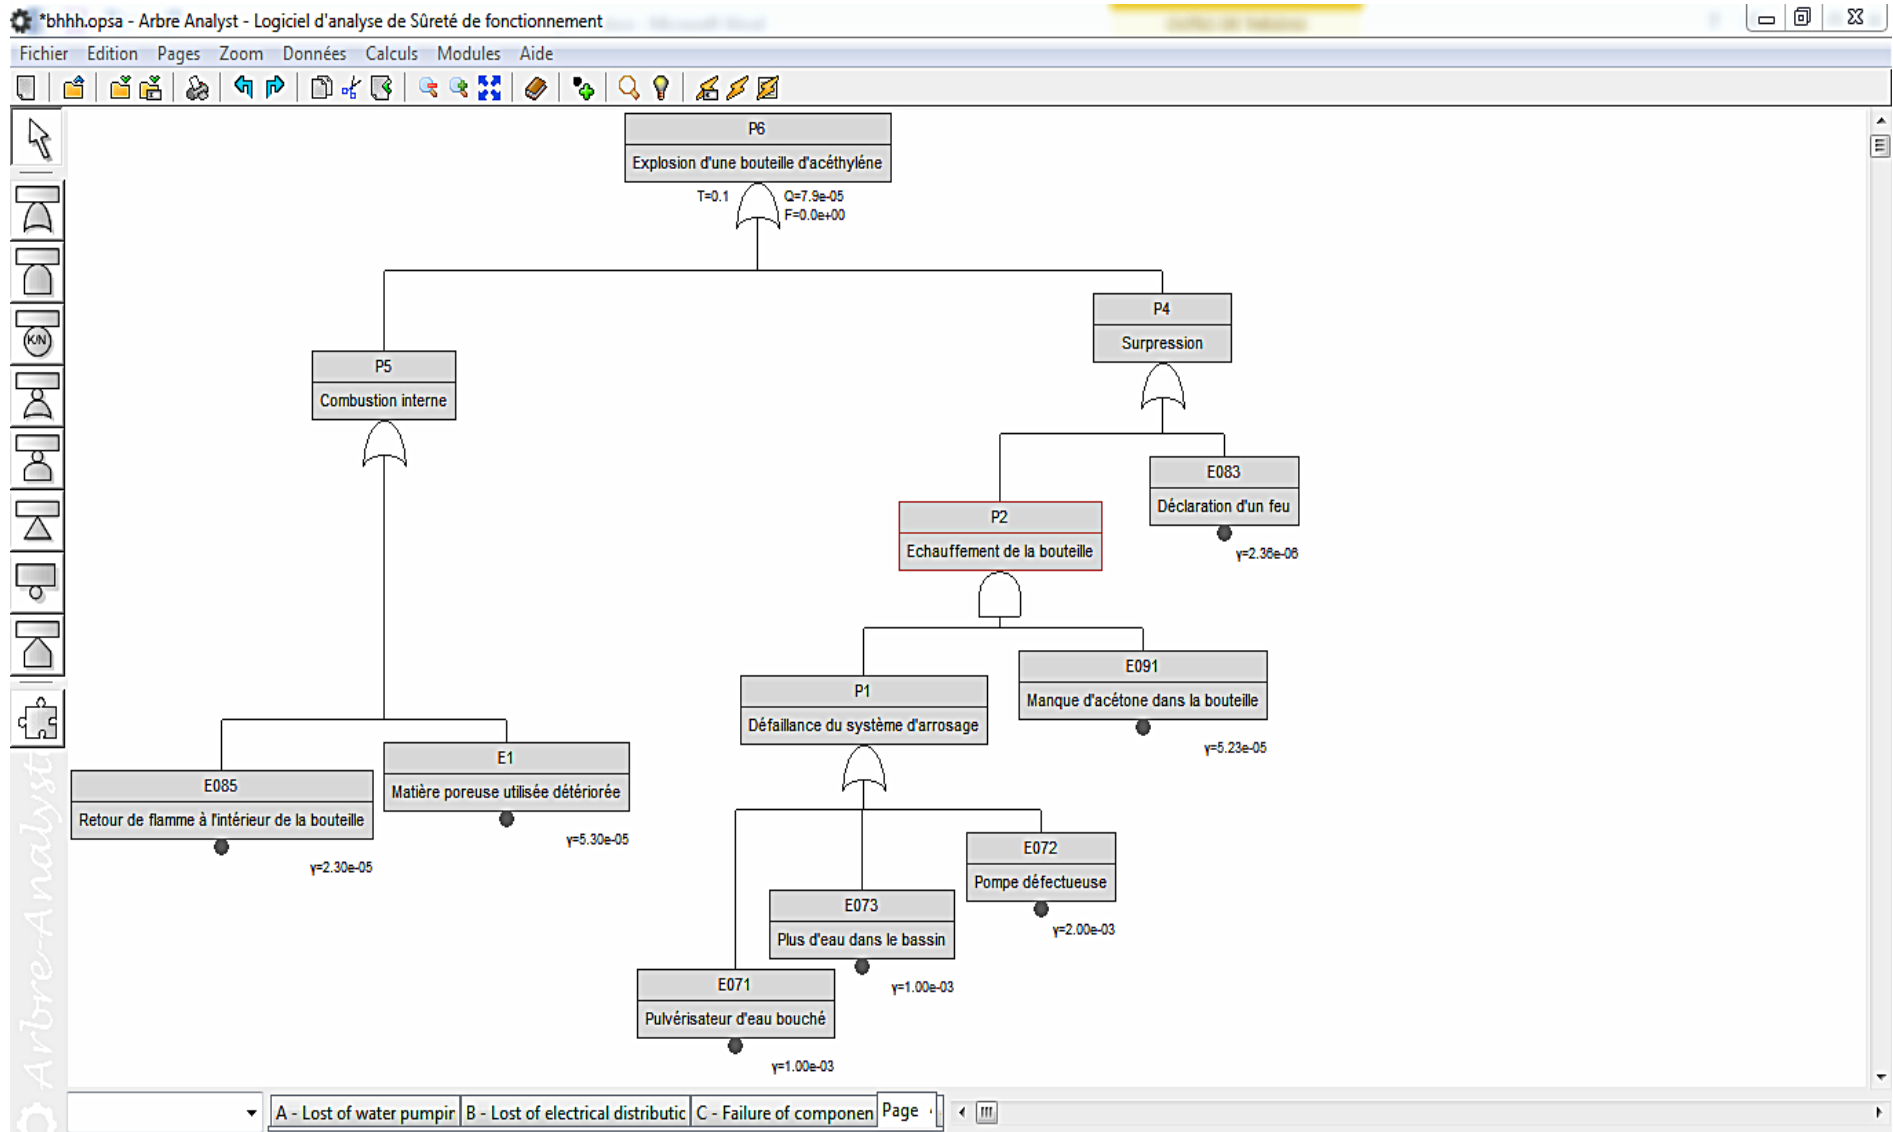 *bhhh.opsa - Arbre Analyst - Logiciel d'analyse de Sûreté de fonctionnement
Fichier Edition Pages Zoom Données Calculs Modules Aide
P6
Explosion d'une bouteille d'acéthyléne
T=0.1 Q=7.9e-05
F=0.0e+00
P4
Surpression
P5
Combustion interne
E083
Déclaration d'un feu
γ=2.36e-06
P2
Echauffement de la bouteille
E091
Manque d'acétone dans la bouteille
γ=5.23e-05
P1
Défaillance du système d'arrosage
E1
Matière poreuse utilisée détériorée
γ=5.30e-05
E085
Retour de flamme à l'intérieur de la bouteille
γ=2.30e-05
E072
Pompe défectueuse
γ=2.00e-03
E073
Plus d'eau dans le bassin
γ=1.00e-03
E071
Pulvérisateur d'eau bouché
γ=1.00e-03
K/N
Arbre-Analyst
A - Lost of water pumpir B - Lost of electrical distributic C - Failure of componen Page